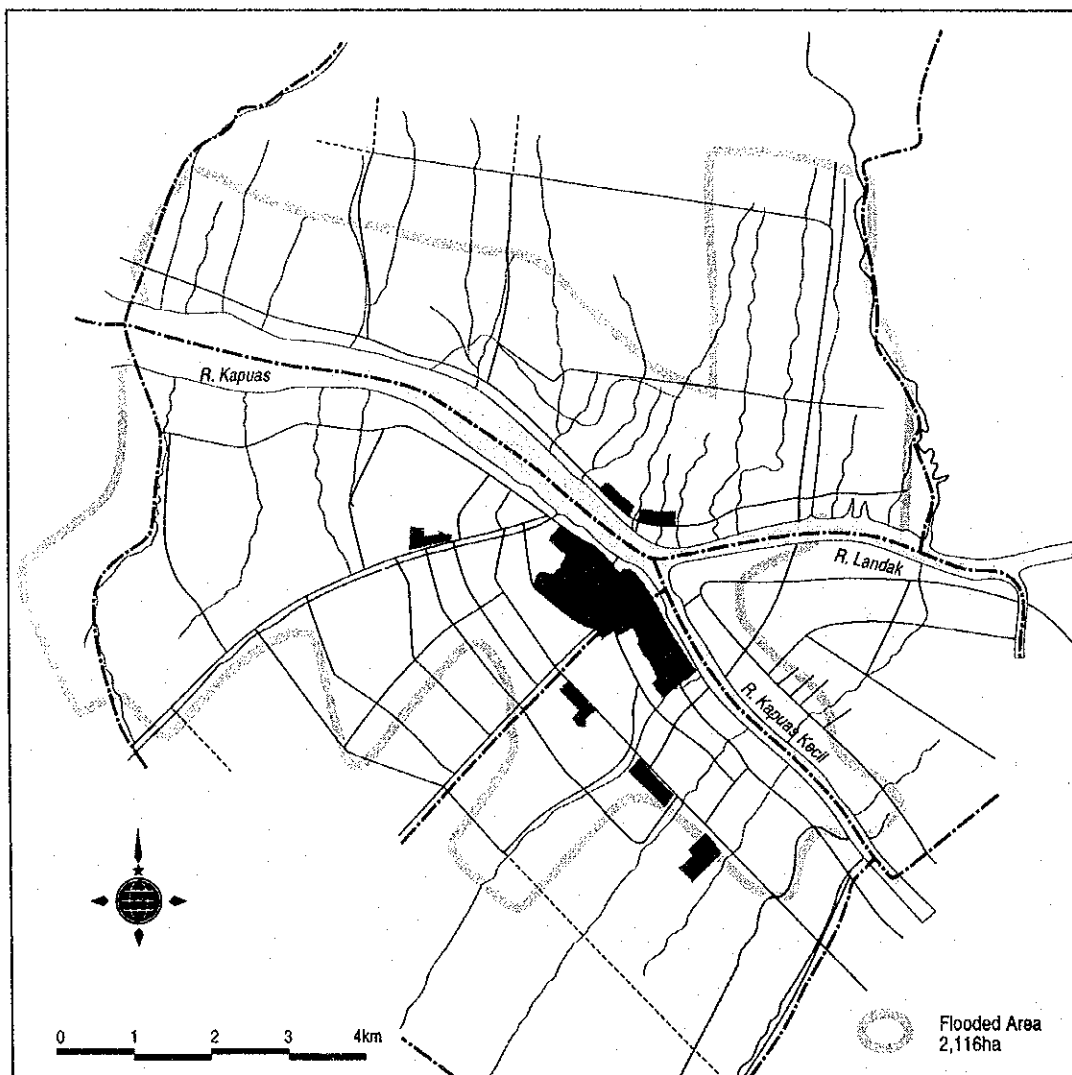 R. Kapuas
R. Landak
R. Kapuas Kecil
0 1 2 3 4km
Flooded Area
2,116ha